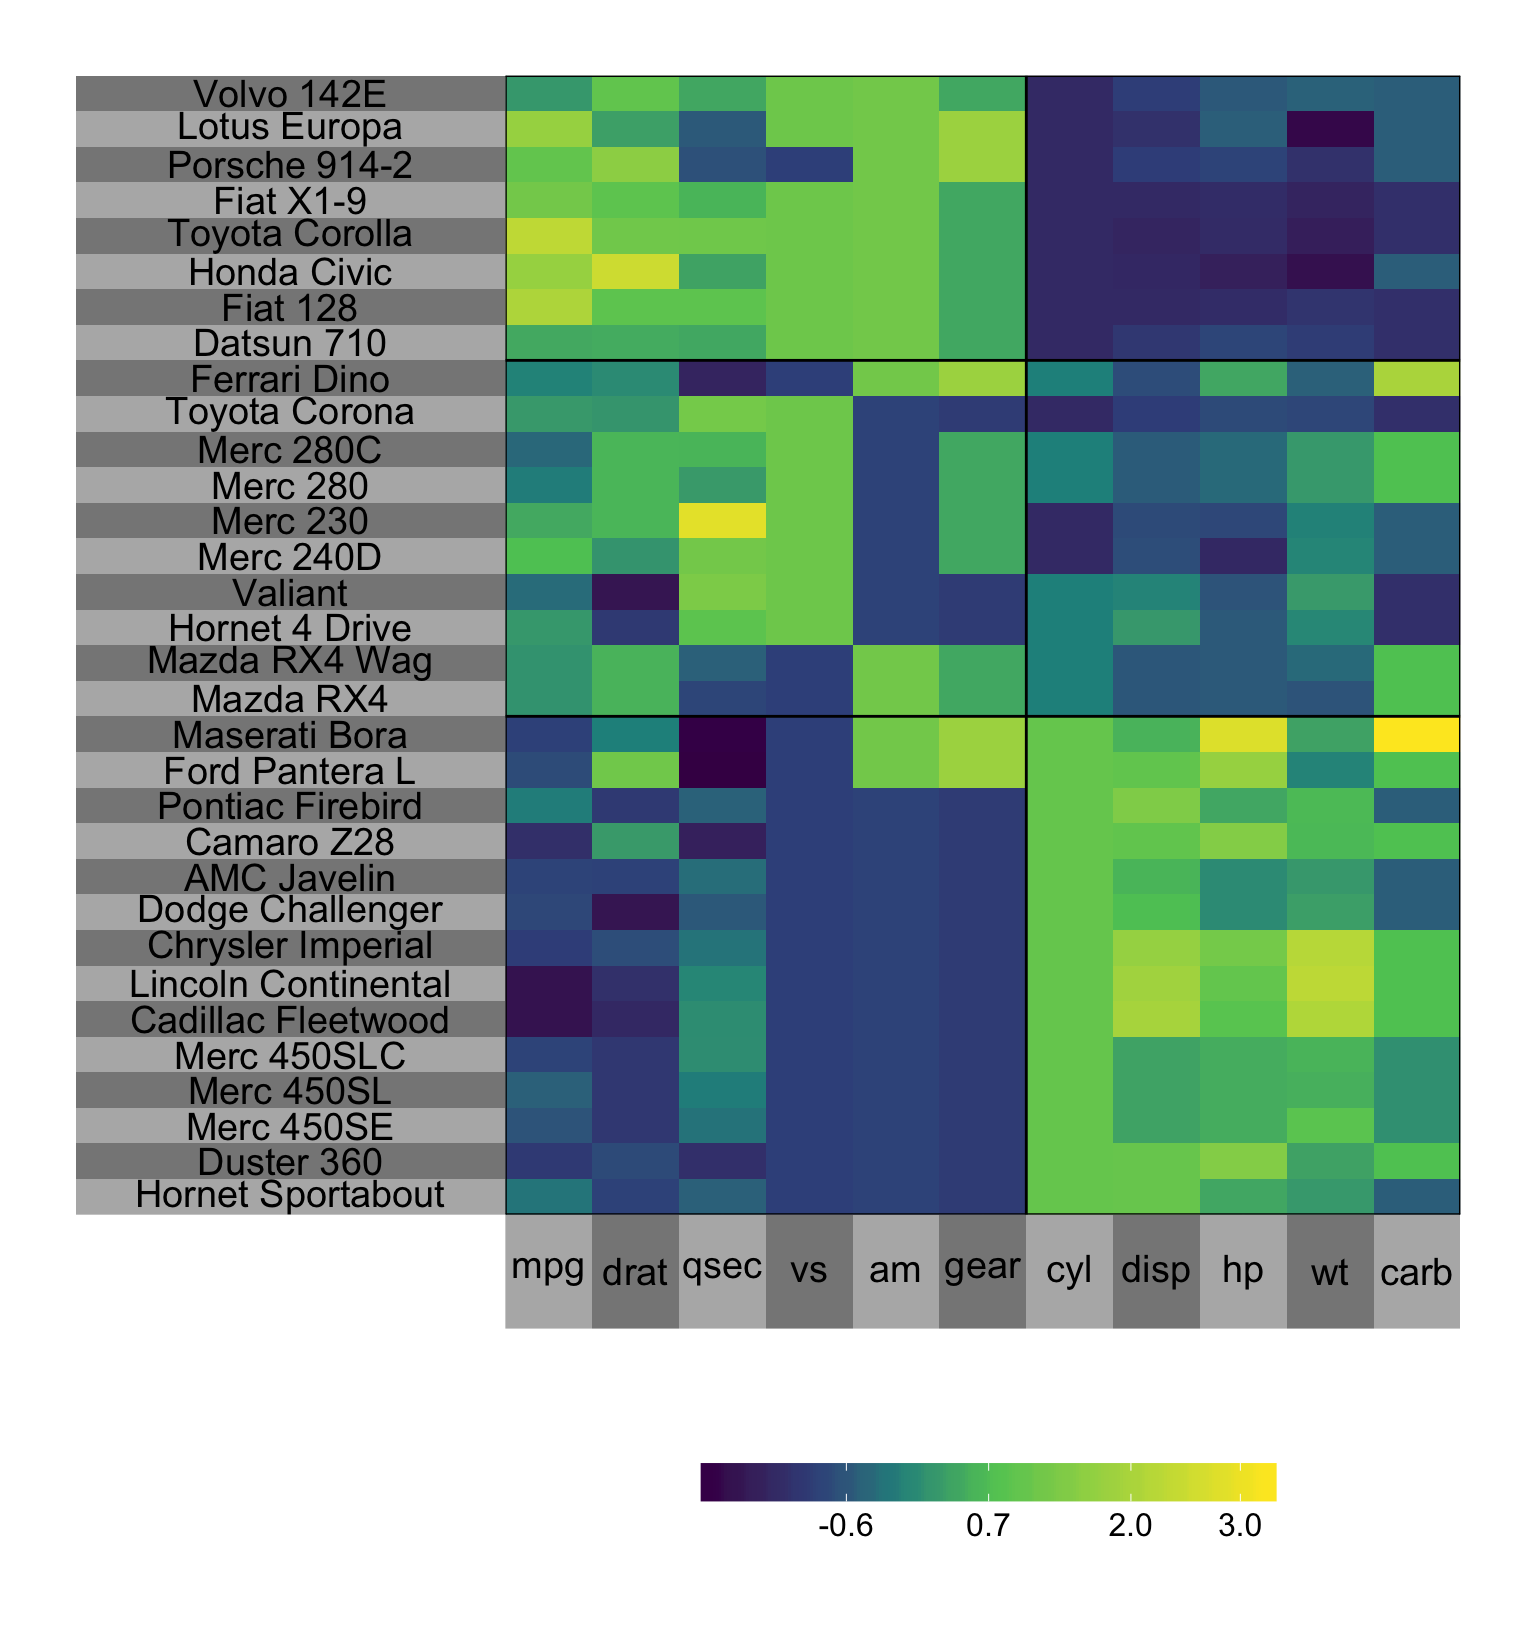 Volvo 142E
Lotus Europa
Porsche 914-2
Fiat X1-9
Toyota Corolla
Honda Civic
Fiat 128
Datsun 710
Ferrari Dino
Toyota Corona
Merc 280C
Merc 280
Merc 230
Merc 240D
Valiant
Hornet 4 Drive
Mazda RX4 Wag
Mazda RX4
Maserati Bora
Ford Pantera L
Pontiac Firebird
Camaro Z28
AMC Javelin
Dodge Challenger
Chrysler Imperial
Lincoln Continental
Cadillac Fleetwood
Merc 450SLC
Merc 450SL
Merc 450SE
Duster 360
Hornet Sportabout
mpg drat qsec vs am gear cyl disp hp wt carb
-0.6 0.7 2.0 3.0